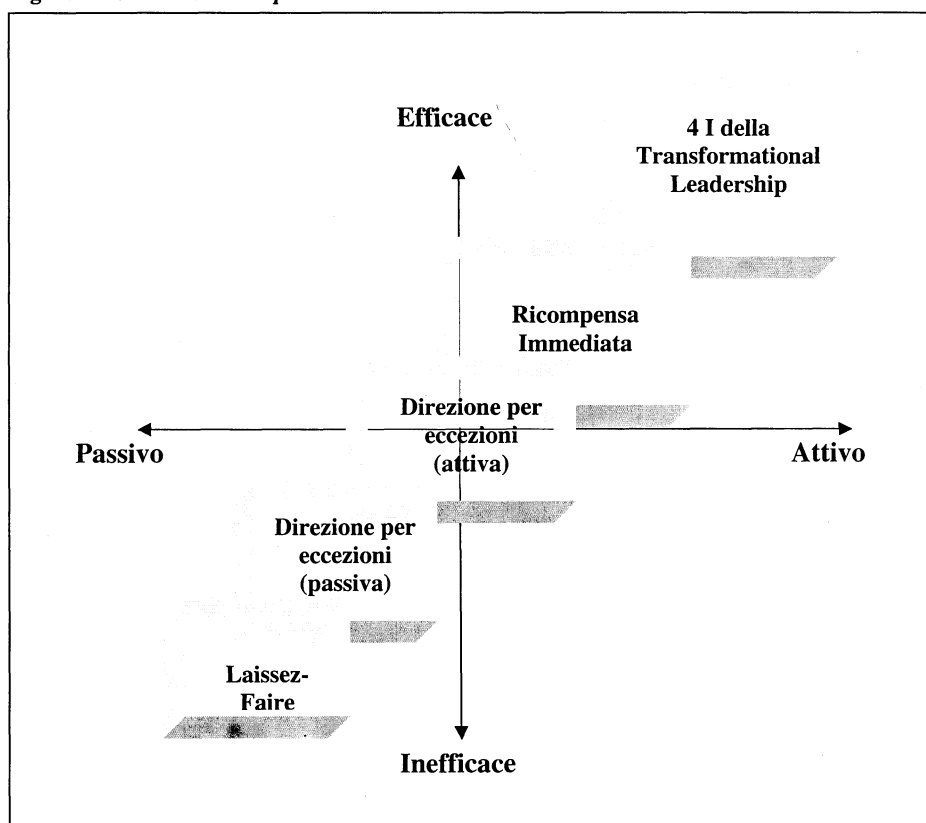 Efficace
4 I della
Transformational
Leadership
Ricompensa
Immediata
Direzione per
eccezioni
(attiva)
Passivo
Attivo
Direzione per
eccezioni
(passiva)
Laissez-
Faire
Inefficace